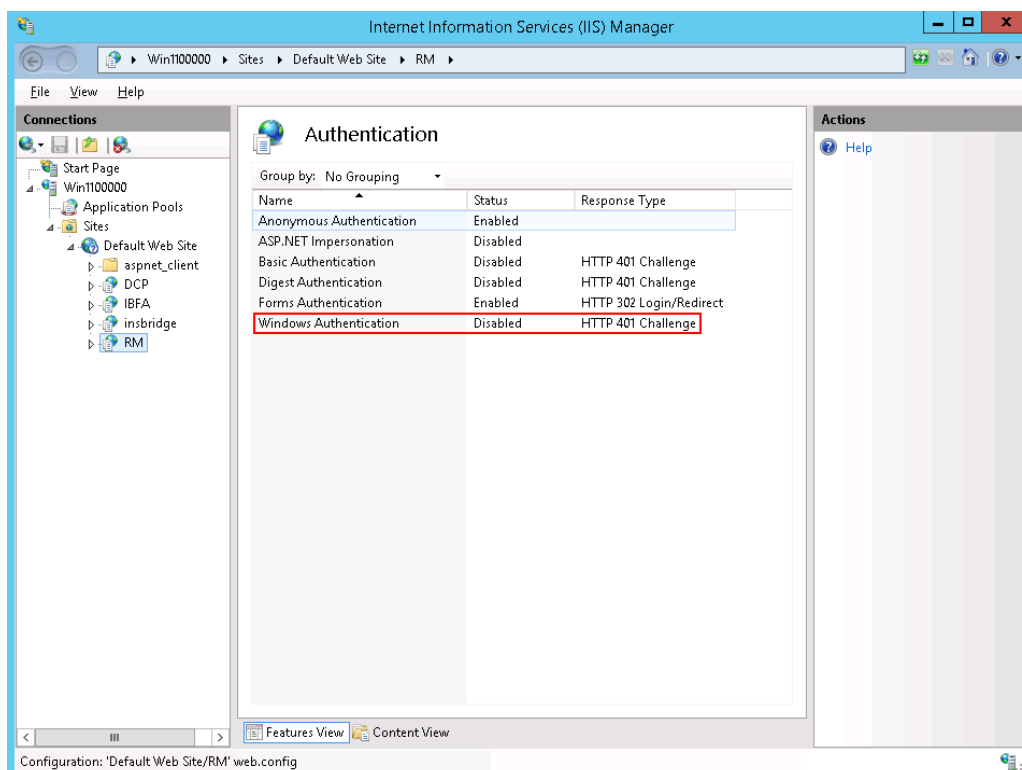 Internet Information Services (IIS) Manager
Win1100000 Sites Default Web Site RM
File View Help
Connections
Start Page
Win1100000
Application Pools
Sites
Default Web Site
aspnet_client
DCP
IBFA
insbridge
RM
Authentication
Group by: No Grouping
Name Status Response Type
Anonymous Authentication Enabled
ASP.NET Impersonation Disabled
Basic Authentication Disabled HTTP 401 Challenge
Digest Authentication Disabled HTTP 401 Challenge
Forms Authentication Enabled HTTP 302 Login/Redirect
Windows Authentication Disabled HTTP 401 Challenge
Features View Content View
Actions
Help
Configuration: 'Default Web Site/RM' web.config